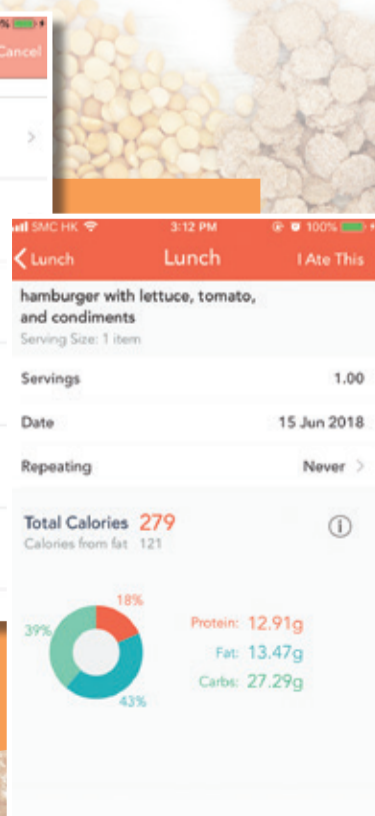 Cancel
SMC HK 3:12 PM 100%
Lunch Lunch I Ate This
hamburger with lettuce, tomato,
and condiments
Serving Size: 1 item
Servings 1.00
Date 15 Jun 2018
Repeating Never
Total Calories 279
Calories from fat 121
18%
39%
43%
Protein: 12.91g
Fat: 13.47g
Carbs: 27.29g